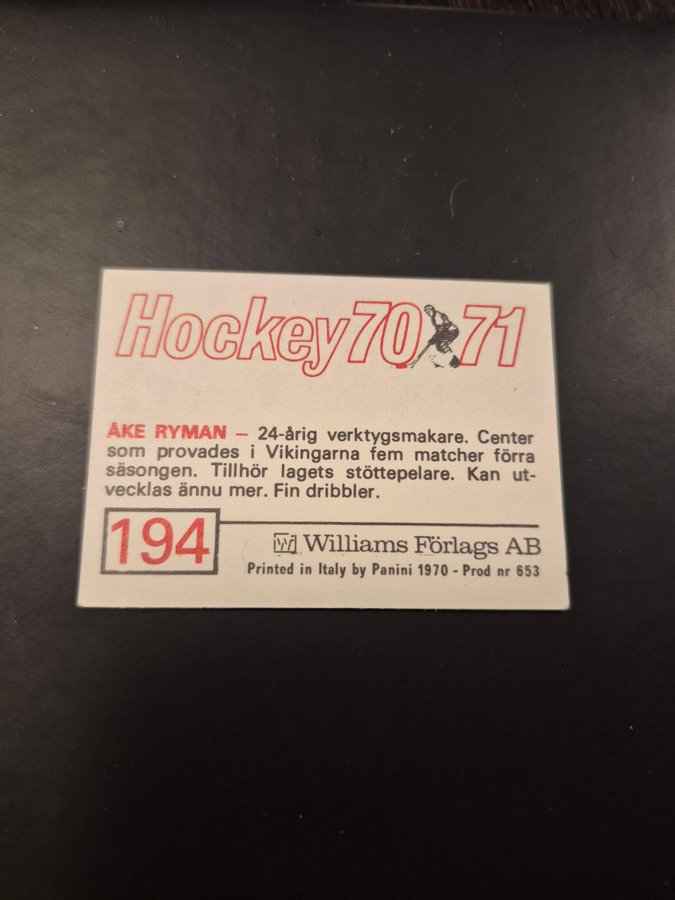 Hockey 70 71
ÅKE RYMAN – 24-årig verktygsmakare. Center
som provades i Vikingarna fem matcher förra
säsongen. Tillhör lagets stöttepelare. Kan ut-
vecklas ännu mer. Fin dribbler.
194
W Williams Förlags AB
Printed in Italy by Panini 1970 - Prod nr 653